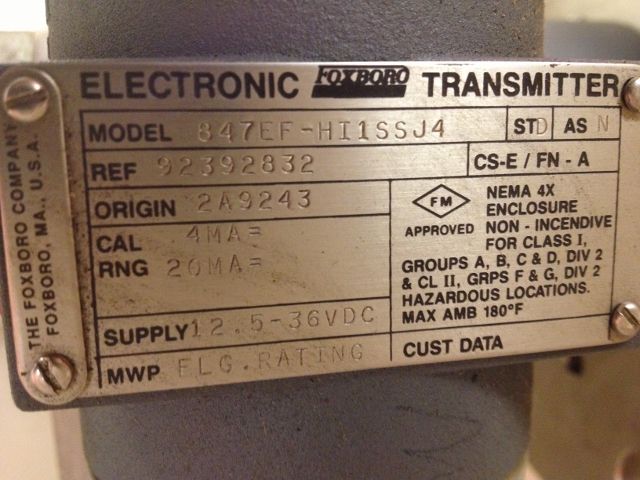 ELECTRONIC FOXBORO TRANSMITTER
MODEL 847EF-HI1SSJ4 STD AS N
REF 92392832 CS-E / FN - A
ORIGIN 2A9243
CAL 4MA=
RNG 20MA=
SUPPLY 12.5-36VDC
MWP FLG.RATING
FM
APPROVED
NEMA 4X
ENCLOSURE
NON - INCENDIVE
FOR CLASS I,
GROUPS A, B, C & D, DIV 2
& CL II, GRPS F & G, DIV 2
HAZARDOUS LOCATIONS.
MAX AMB 180°F
CUST DATA
THE FOXBORO COMPANY
FOXBORO, MA., U.S.A.